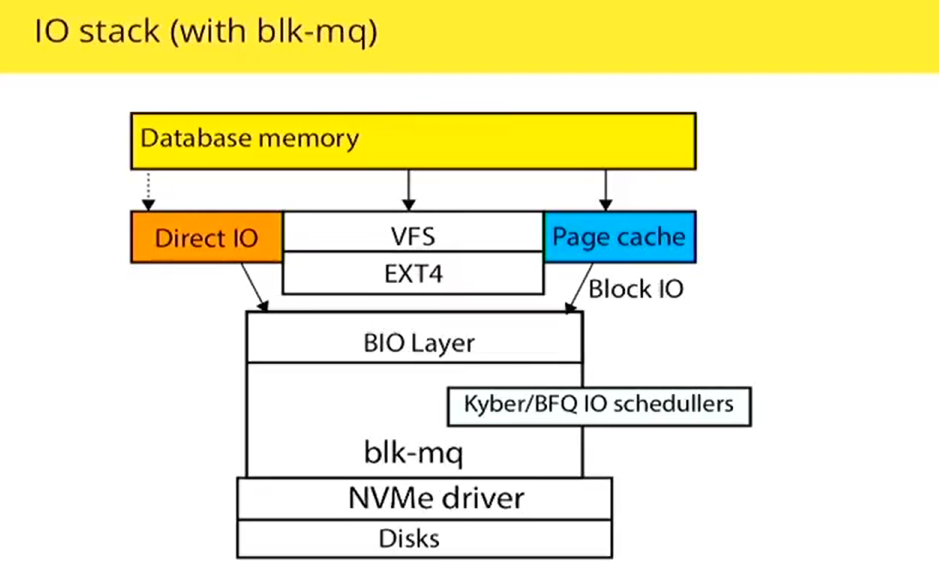 IO stack (with blk-mq)
Database memory
Direct IO
VFS
Page cache
EXT4
Block IO
BIO Layer
Kyber/BFQ IO schedullers
blk-mq
NVMe driver
Disks